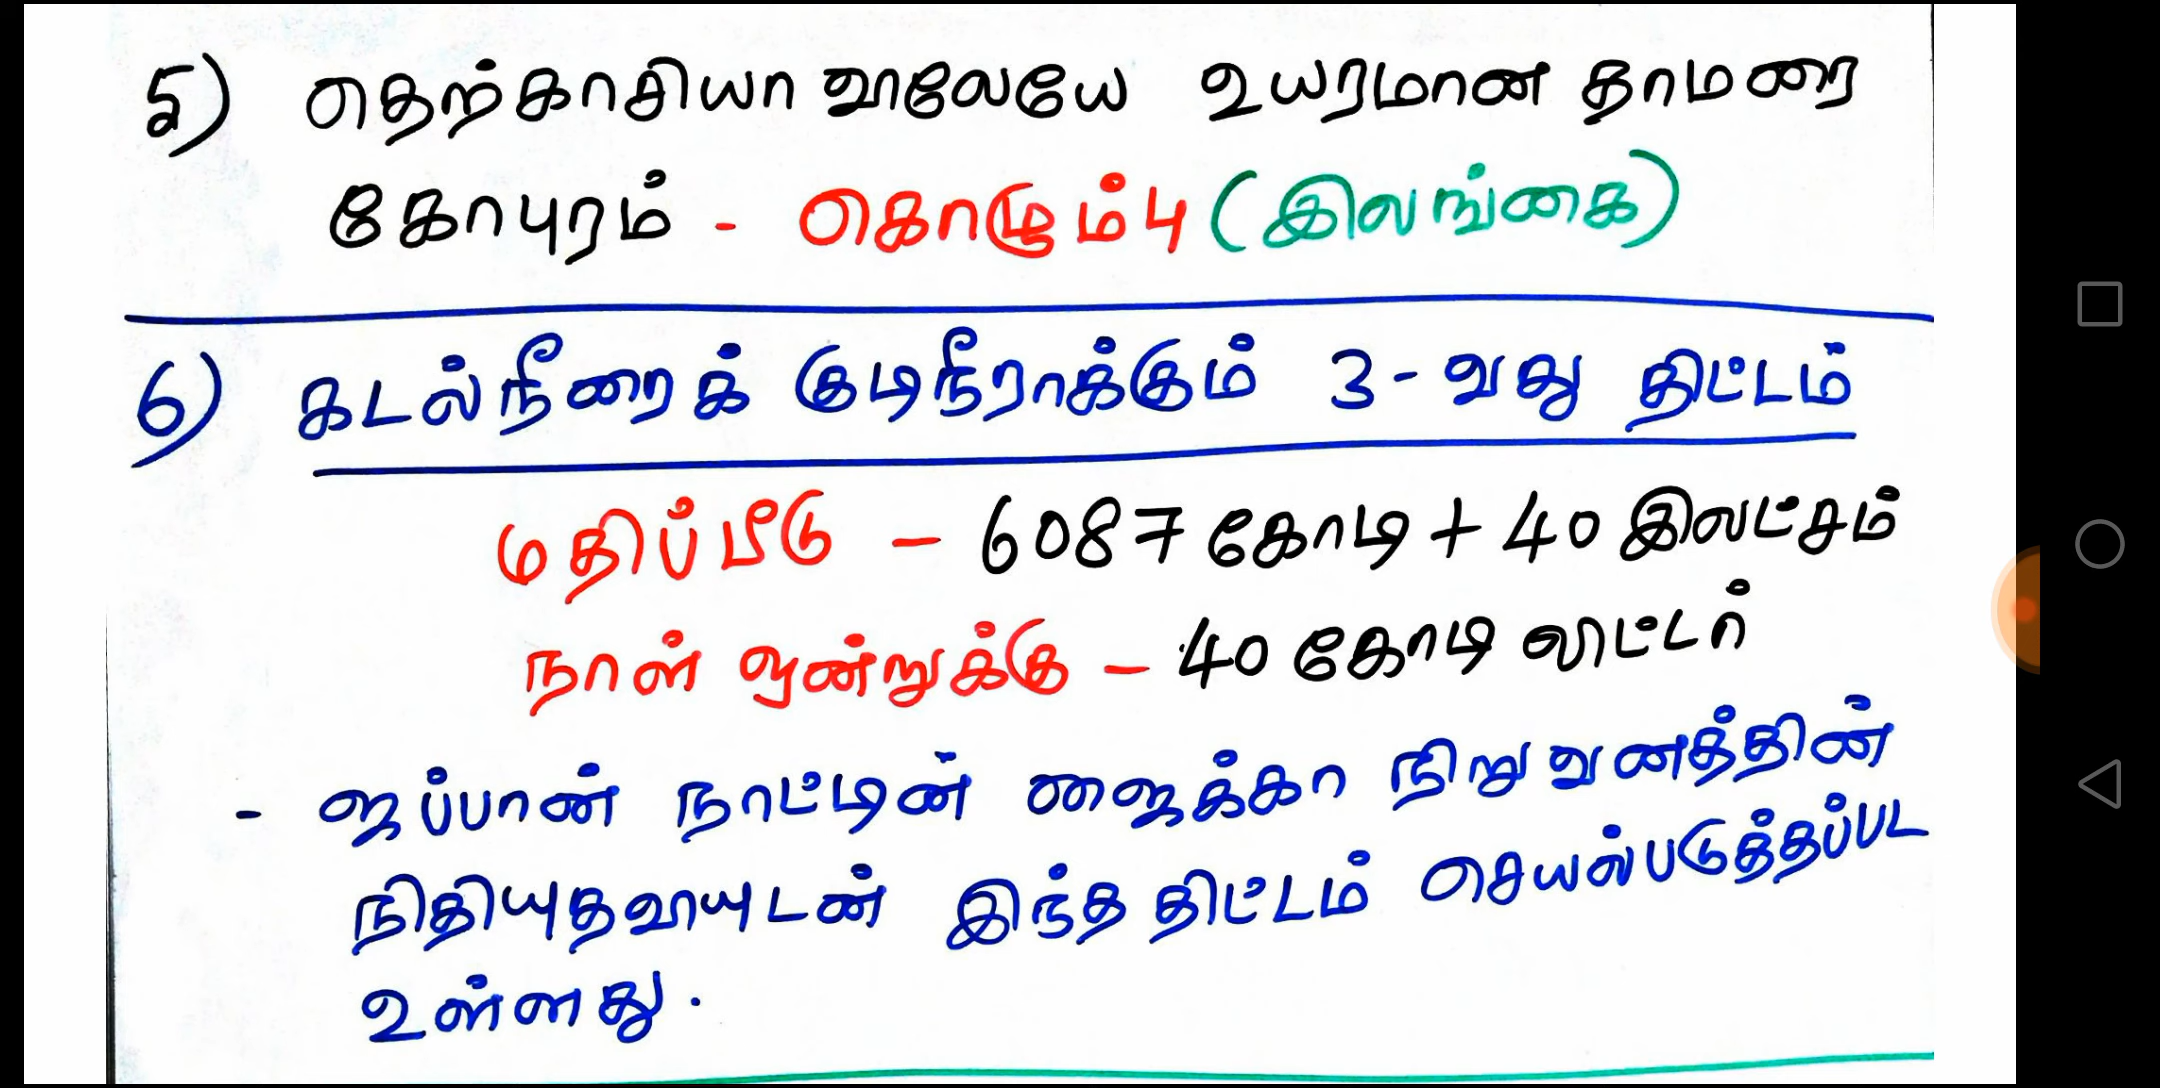 5) தெற்காசியாவிலேயே உயரமான தாமரை
கோபுரம் - கொழும்பு (இலங்கை)
6) கடல்நீரைக் குடிநீராக்கும் 3-வது திட்டம்
மதிப்பீடு - 6087 கோடி + 40 இலட்சம்
நாள் ஒன்றுக்கு - 40 கோடி லிட்டர்
- ஜப்பான் நாட்டின் ஜைக்கா நிறுவனத்தின்
நிதியுதவியுடன் இந்த திட்டம் செயல்படுத்தப்பட
உள்ளது.